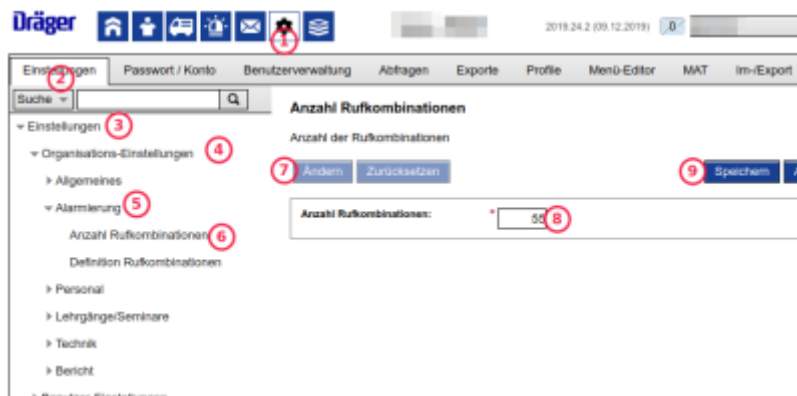 Dräger 2019.24.2 (09.12.2019) 0
1
Einstellungen Passwort / Konto Benutzerverwaltung Abfragen Exporte Profile Menü-Editor MAT Im-/Export
2
Suche
Einstellungen 3
Organisations-Einstellungen 4
Allgemeines
Alarmierung 5
Anzahl Rufkombinationen 6
Definition Rufkombinationen
Personal
Lehrgänge/Seminare
Technik
Bericht
Anzahl Rufkombinationen
Anzahl der Rufkombinationen
7 Ändern Zurücksetzen 9 Speichern
Anzahl Rufkombinationen: * 55 8